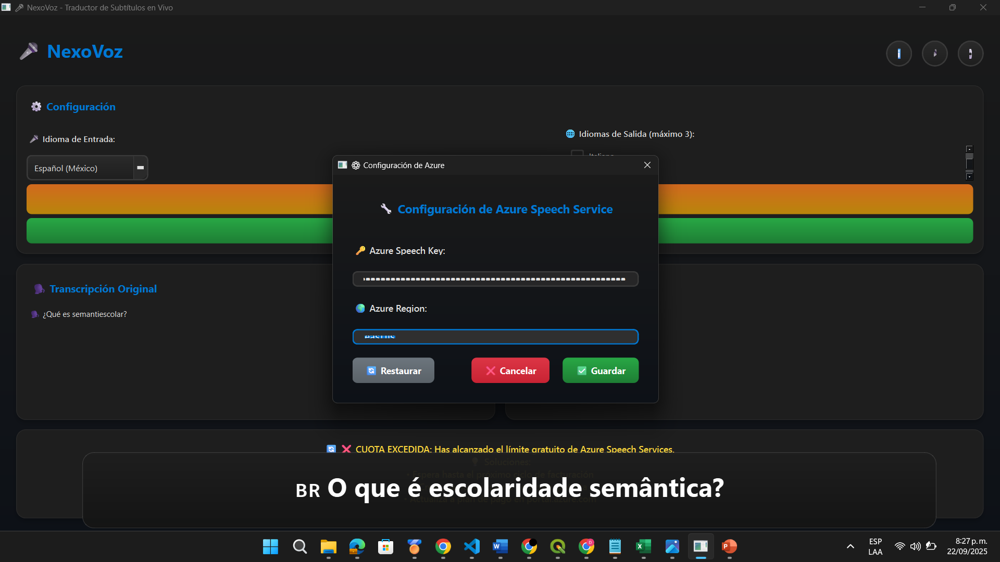 NexoVoz - Traductor de Subtítulos en Vivo
NexoVoz
Configuración
Idioma de Entrada:
Español (México)
Idiomas de Salida (máximo 3):
Italiano
Configuración de Azure
Configuración de Azure Speech Service
Azure Speech Key:
Azure Region:
eastus
Restaurar
Cancelar
Guardar
Transcripción Original
¿Qué es semantiescolar?
CUOTA EXCEDIDA: Has alcanzado el límite gratuito de Azure Speech Services.
Soluciones:
• Espera hasta el próximo ciclo de facturación
BR O que é escolaridade semântica?
ESP
LAA
8:27 p. m.
22/09/2025